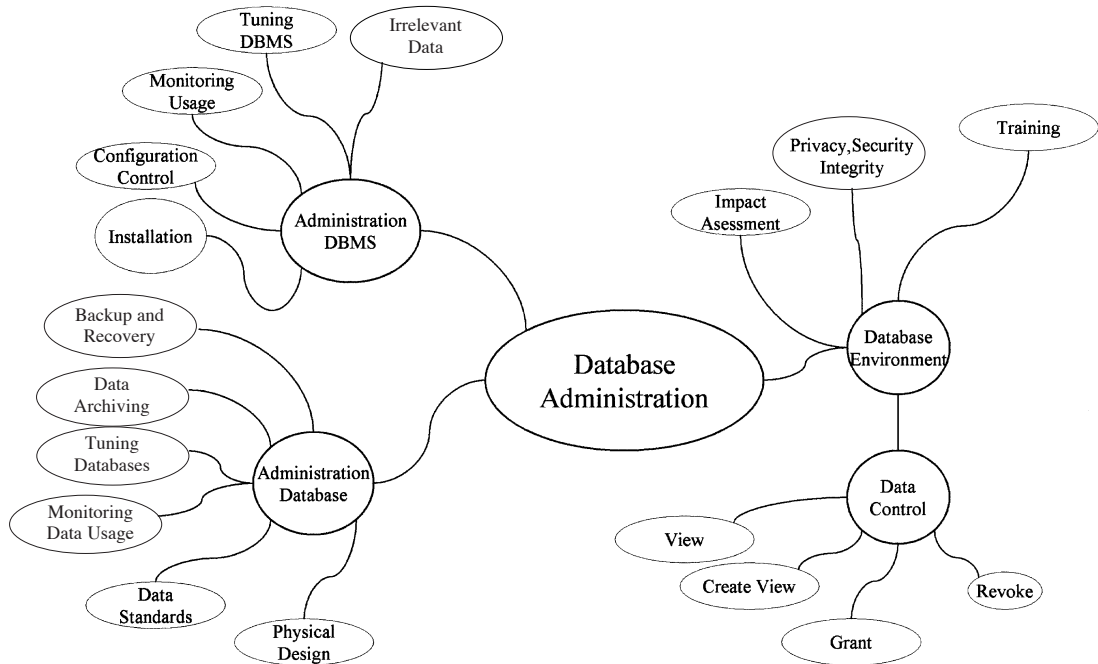 Tuning
DBMS
Irrelevant
Data
Monitoring
Usage
Configuration
Control
Installation
Administration
DBMS
Privacy,Security
Integrity
Training
Impact
Asessment
Database
Environment
Database
Administration
Backup and
Recovery
Data
Archiving
Tuning
Databases
Monitoring
Data Usage
Administration
Database
Data
Standards
Physical
Design
Data
Control
View
Create View
Grant
Revoke